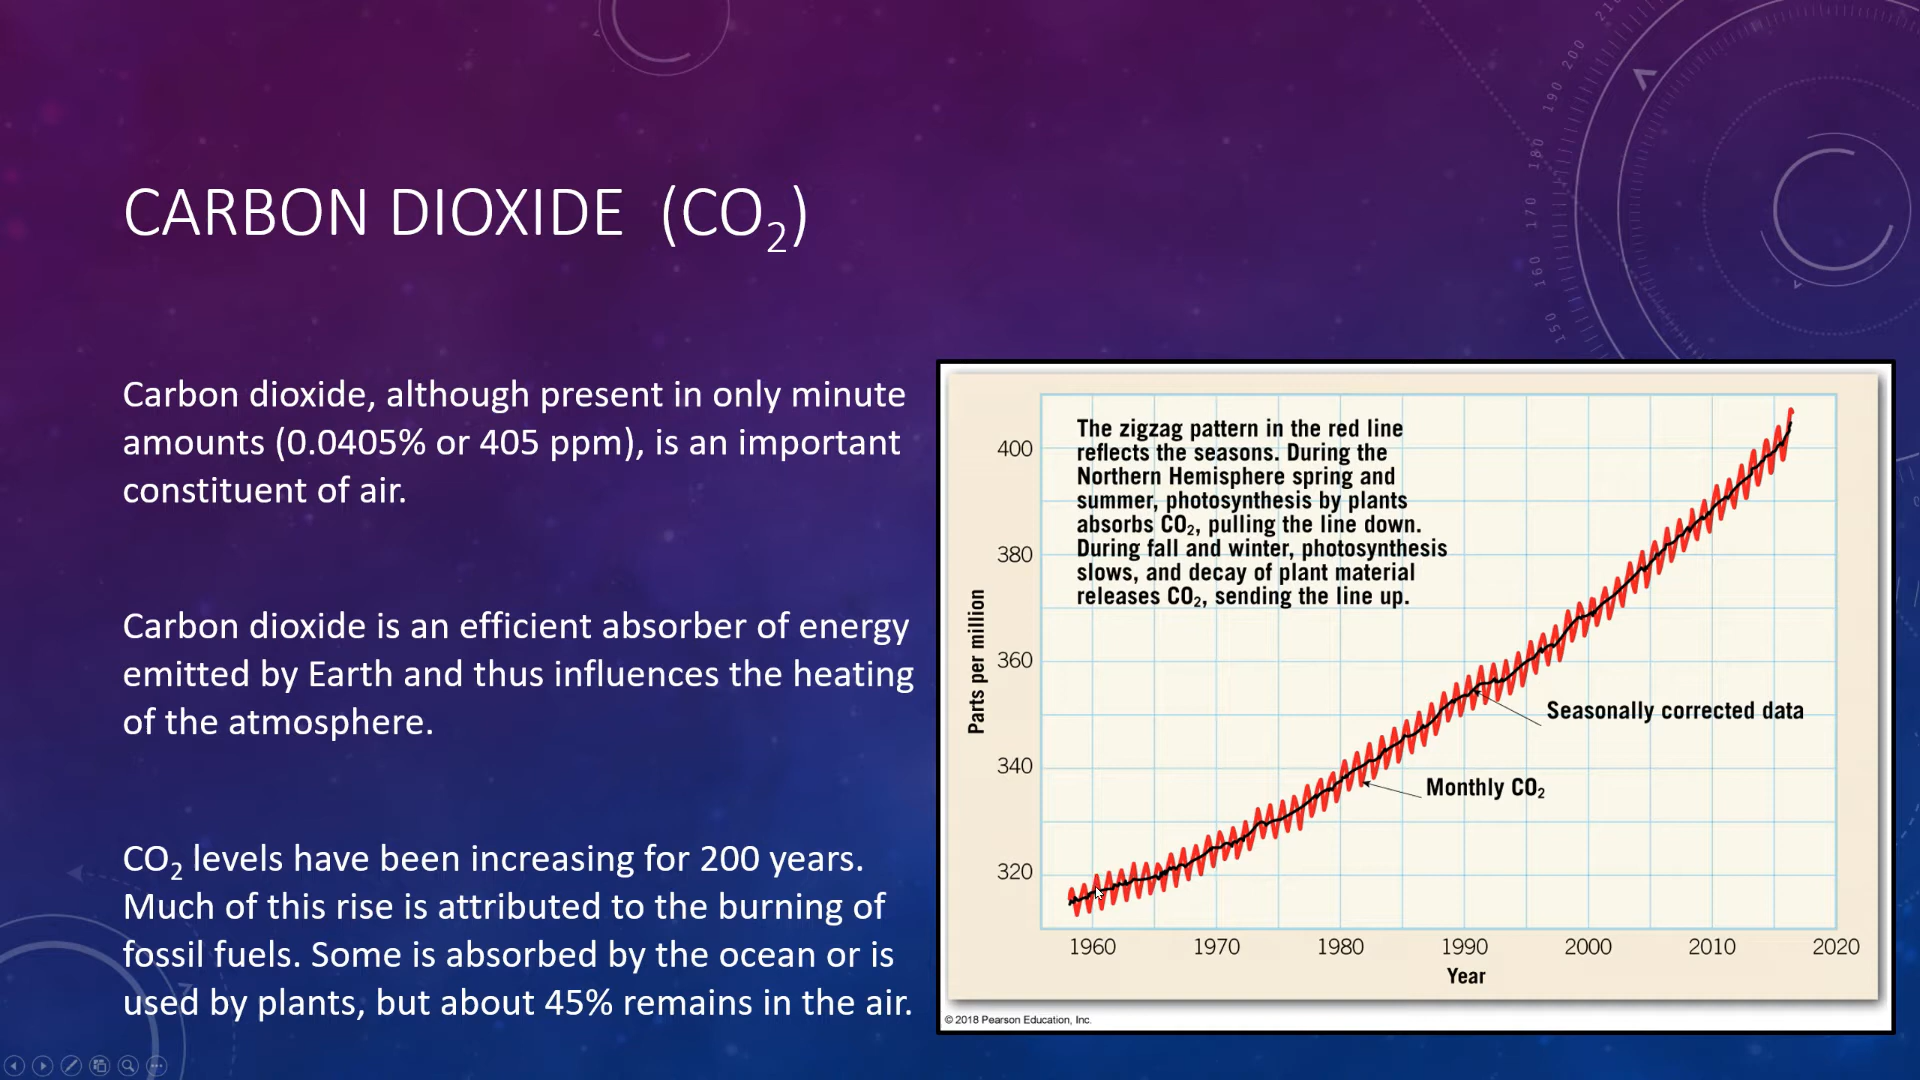 CARBON DIOXIDE (CO₂)
Carbon dioxide, although present in only minute
amounts (0.0405% or 405 ppm), is an important
constituent of air.
Carbon dioxide is an efficient absorber of energy
emitted by Earth and thus influences the heating
of the atmosphere.
CO₂ levels have been increasing for 200 years.
Much of this rise is attributed to the burning of
fossil fuels. Some is absorbed by the ocean or is
used by plants, but about 45% remains in the air.
The zigzag pattern in the red line
reflects the seasons. During the
Northern Hemisphere spring and
summer, photosynthesis by plants
absorbs CO₂, pulling the line down.
During fall and winter, photosynthesis
slows, and decay of plant material
releases CO₂, sending the line up.
Parts per million
400
380
360
340
320
Seasonally corrected data
Monthly CO₂
1960 1970 1980 1990 2000 2010 2020
Year
© 2018 Pearson Education, Inc.
200
190
180
170
160
150